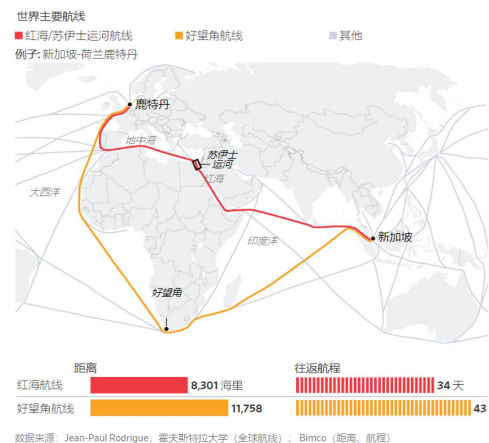 世界主要航线
红海/苏伊士运河航线 好望角航线 其他
例子: 新加坡-荷兰鹿特丹
鹿特丹
地中海
苏伊士
运河
红海
大西洋
新加坡
印度洋
好望角
距离 往返航程
红海航线 8,301 海里 34 天
好望角航线 11,758 43
数据来源：Jean-Paul Rodrigue，霍夫斯特拉大学（全球航线）； Bimco（距离、航程）